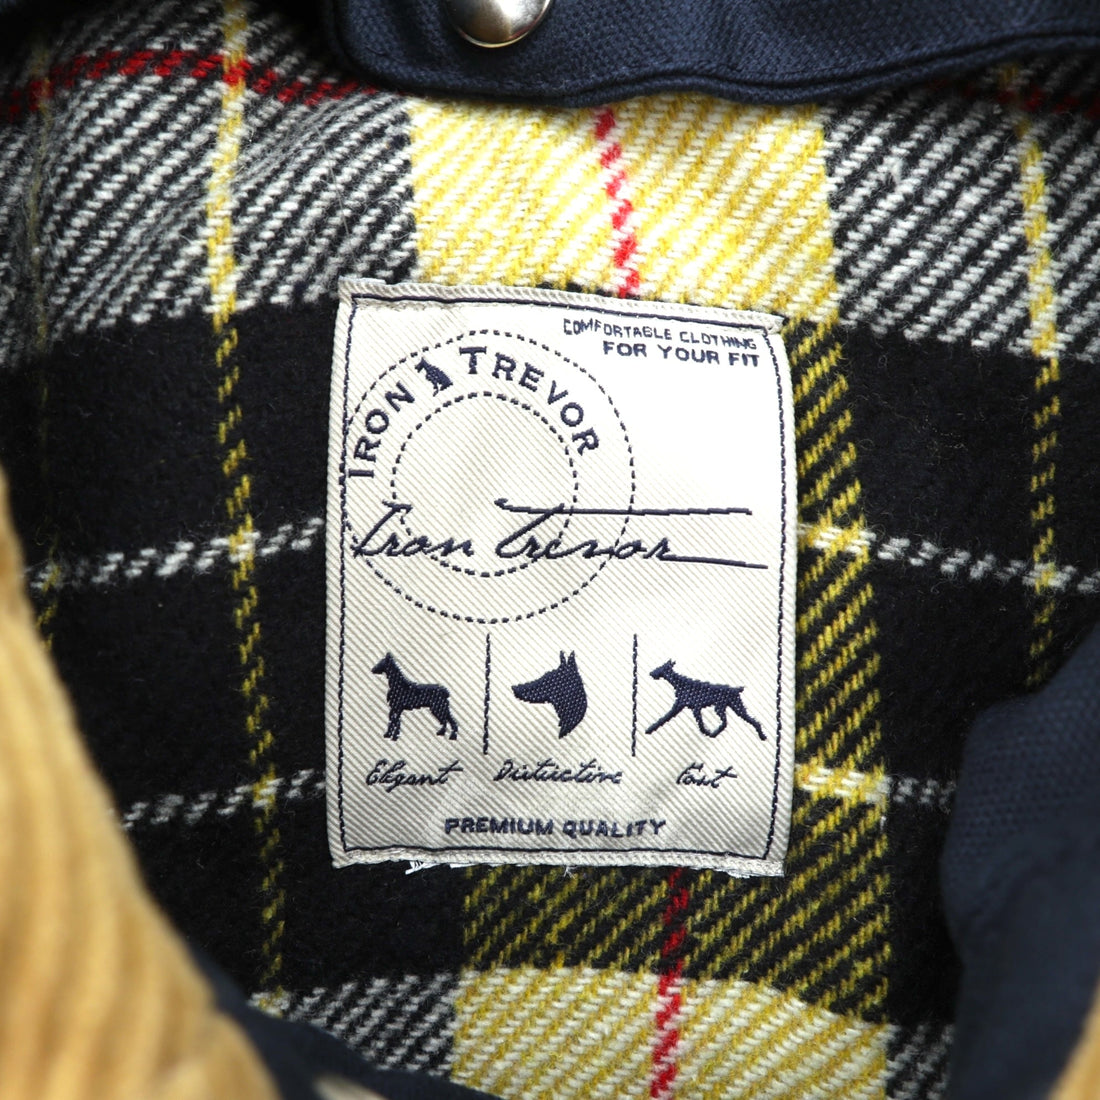 COMFORTABLE CLOTHING
FOR YOUR FIT
IRON TREVOR
Iron Trevor
Elegant Distinctive Fast
PREMIUM QUALITY